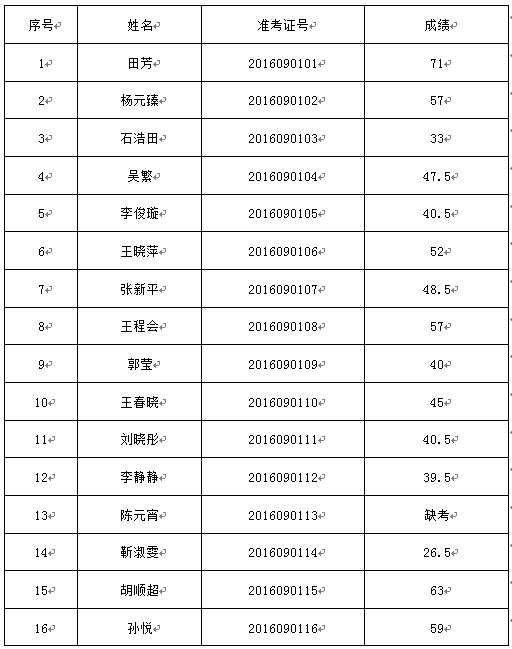 序号 姓名 准考证号 成绩
1 田芳 2016090101 71
2 杨元臻 2016090102 57
3 石浩田 2016090103 33
4 吴繁 2016090104 47.5
5 李俊璇 2016090105 40.5
6 王晓萍 2016090106 52
7 张新平 2016090107 48.5
8 王程会 2016090108 57
9 郭莹 2016090109 40
10 王春晓 2016090110 45
11 刘晓彤 2016090111 40.5
12 李静静 2016090112 39.5
13 陈元宵 2016090113 缺考
14 靳淑雯 2016090114 26.5
15 胡顺超 2016090115 63
16 孙悦 2016090116 59